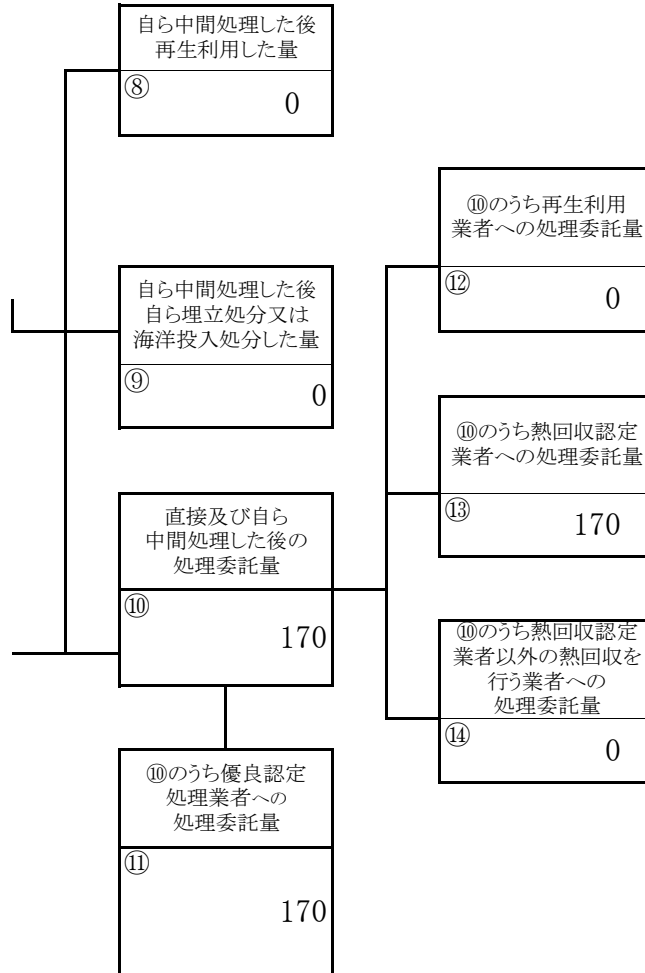 自ら中間処理した後
再生利用した量
⑧
0
自ら中間処理した後
自ら埋立処分又は
海洋投入処分した量
⑨
0
直接及び自ら
中間処理した後の
処理委託量
⑩
170
⑩のうち優良認定
処理業者への
処理委託量
⑪
170
⑩のうち再生利用
業者への処理委託量
⑫
0
⑩のうち熱回収認定
業者への処理委託量
⑬
170
⑩のうち熱回収認定
業者以外の熱回収を
行う業者への
処理委託量
⑭
0